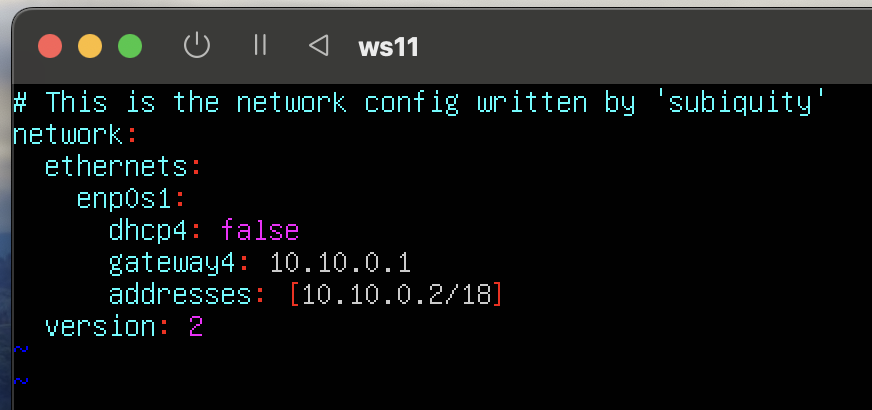 ws11
# This is the network config written by 'subiquity'
network:
  ethernets:
    enp0s1:
      dhcp4: false
      gateway4: 10.10.0.1
      addresses: [10.10.0.2/18]
  version: 2
~
~